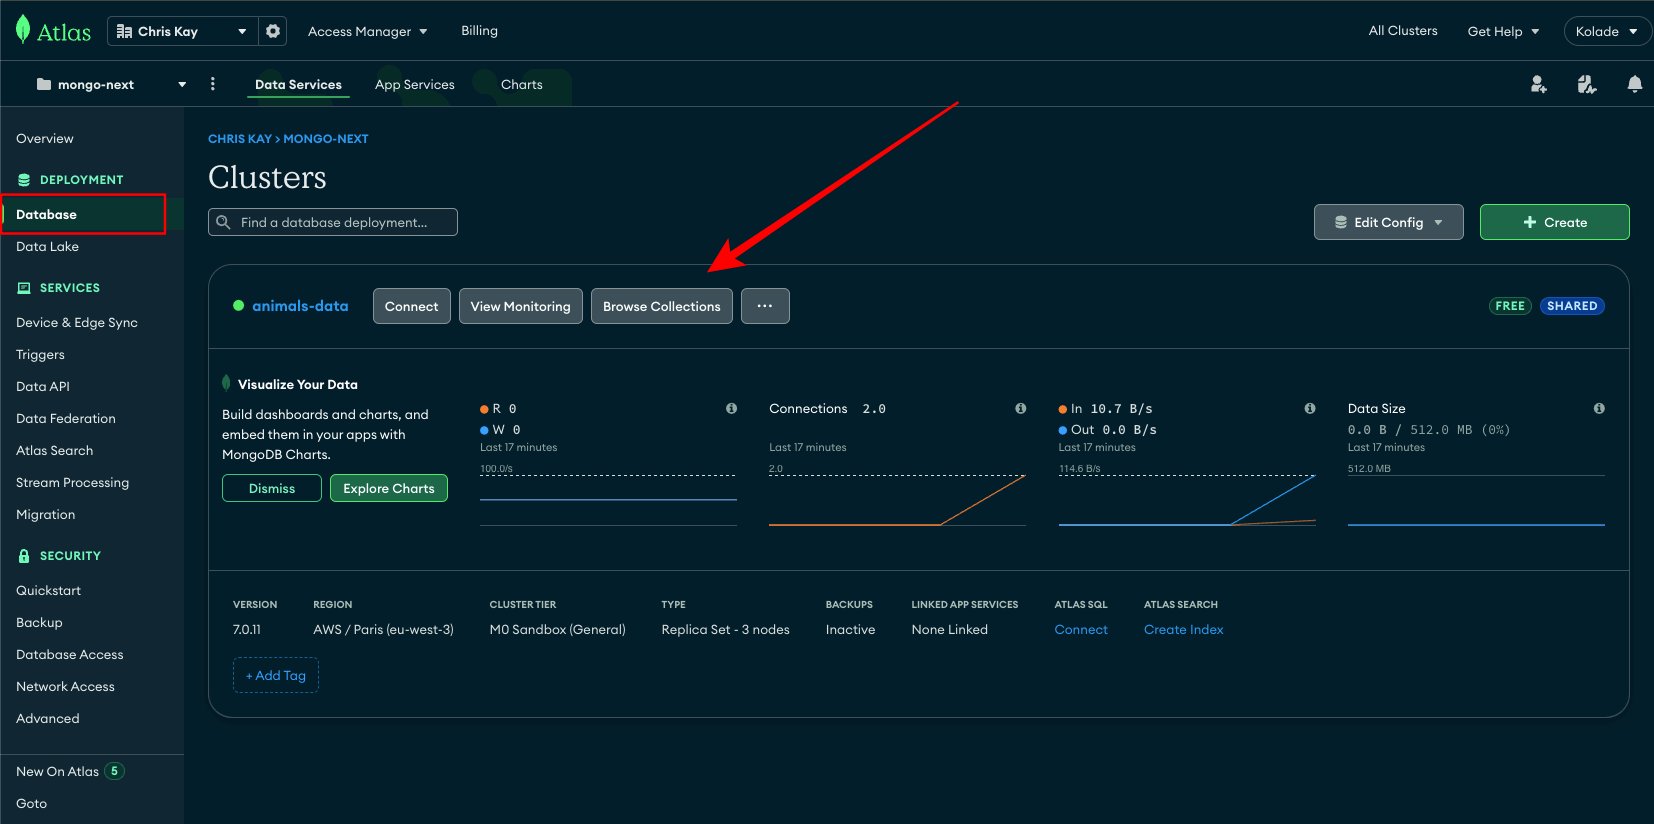 Atlas
Chris Kay
Access Manager
Billing
All Clusters
Get Help
Kolade
mongo-next
Data Services
App Services
Charts
Overview
DEPLOYMENT
Database
Data Lake
SERVICES
Device & Edge Sync
Triggers
Data API
Data Federation
Atlas Search
Stream Processing
Migration
SECURITY
Quickstart
Backup
Database Access
Network Access
Advanced
New On Atlas 5
Goto
CHRIS KAY > MONGO-NEXT
Clusters
Find a database deployment...
Edit Config
+ Create
animals-data
Connect
View Monitoring
Browse Collections
...
FREE
SHARED
Visualize Your Data
Build dashboards and charts, and
embed them in your apps with
MongoDB Charts.
Dismiss
Explore Charts
R 0
W 0
Last 17 minutes
100.0/s
Connections 2.0
Last 17 minutes
2.0
In 10.7 B/s
Out 0.0 B/s
Last 17 minutes
114.6 B/s
Data Size
0.0 B / 512.0 MB (0%)
Last 17 minutes
512.0 MB
VERSION REGION CLUSTER TIER TYPE BACKUPS LINKED APP SERVICES ATLAS SQL ATLAS SEARCH
7.0.11 AWS / Paris (eu-west-3) M0 Sandbox (General) Replica Set - 3 nodes Inactive None Linked Connect Create Index
+ Add Tag